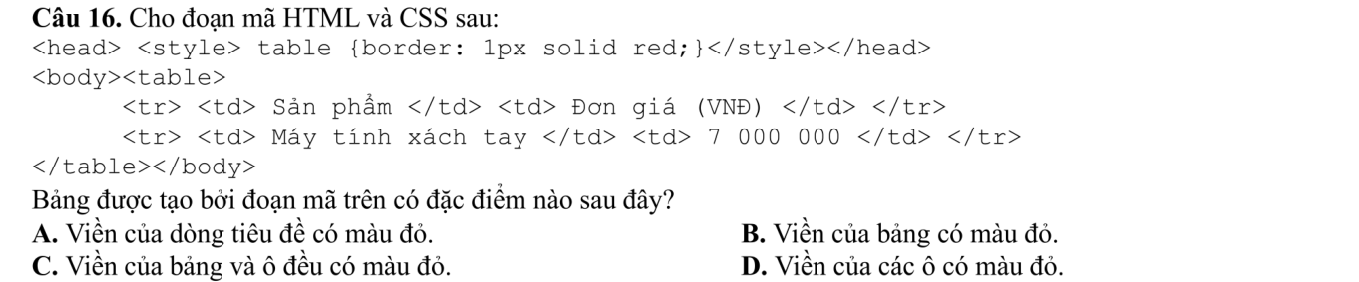 Câu 16. Cho đoạn mã HTML và CSS sau:
<head> <style> table {border: 1px solid red;}</style></head>
<body><table>
<tr> <td> Sản phẩm </td> <td> Đơn giá (VNĐ) </td> </tr>
<tr> <td> Máy tính xách tay </td> <td> 7 000 000 </td> </tr>
</table></body>
Bảng được tạo bởi đoạn mã trên có đặc điểm nào sau đây?
A. Viền của dòng tiêu đề có màu đỏ. B. Viền của bảng có màu đỏ.
C. Viền của bảng và ô đều có màu đỏ. D. Viền của các ô có màu đỏ.